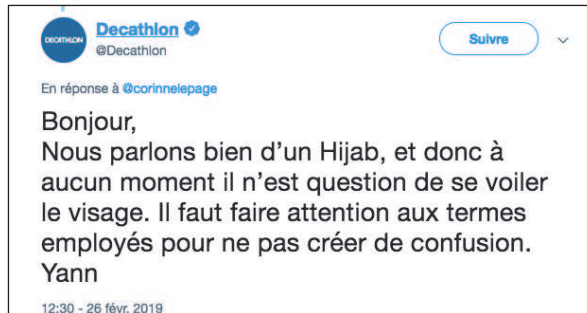 DECATHLON
Decathlon
@Decathlon
Suivre
En réponse à @corinnelepage
Bonjour,
Nous parlons bien d’un Hijab, et donc à
aucun moment il n’est question de se voiler
le visage. Il faut faire attention aux termes
employés pour ne pas créer de confusion.
Yann
12:30 - 26 févr. 2019